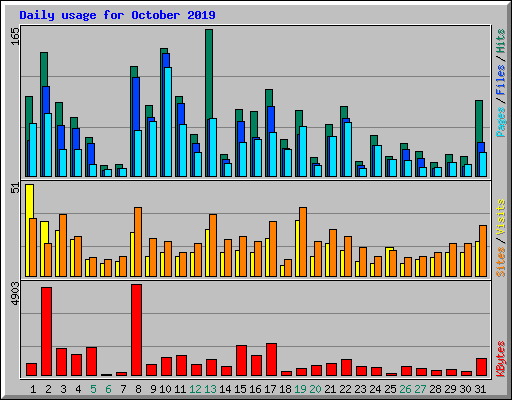 Daily usage for October 2019
165
Pages / Files / Hits
51
Sites / Visits
4903
KBytes
1 2 3 4 5 6 7 8 9 10 11 12 13 14 15 16 17 18 19 20 21 22 23 24 25 26 27 28 29 30 31